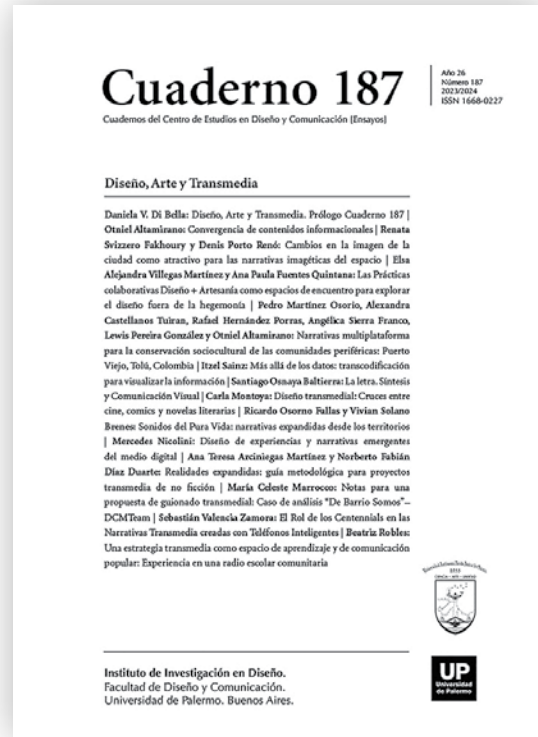 Cuaderno 187
Cuadernos del Centro de Estudios en Diseño y Comunicación [Ensayos]
Año 26
Número 187
2023/2024
ISSN 1668-0227
Diseño, Arte y Transmedia
Daniela V. Di Bella: Diseño, Arte y Transmedia. Prólogo Cuaderno 187 |
Otniel Altamirano: Convergencia de contenidos informacionales | Renata
Svizzero Fakhoury y Denis Porto Renó: Cambios en la imagen de la
ciudad como atractivo para las narrativas imagéticas del espacio | Elsa
Alejandra Villegas Martínez y Ana Paula Fuentes Quintana: Las Prácticas
colaborativas Diseño + Artesanía como espacios de encuentro para explorar
el diseño fuera de la hegemonía | Pedro Martínez Osorio, Alexandra
Castellanos Tuiran, Rafael Hernández Porras, Angélica Sierra Franco,
Lewis Pereira González y Otniel Altamirano: Narrativas multiplataforma
para la conservación sociocultural de las comunidades periféricas: Puerto
Viejo, Tolú, Colombia | Itzel Sainz: Más allá de los datos: transcodificación
para visualizar la información | Santiago Osnaya Baltierra: La letra. Síntesis
y Comunicación Visual | Carla Montoya: Diseño transmedial: Cruces entre
cine, comics y novelas literarias | Ricardo Osorno Fallas y Vivian Solano
Brenes: Sonidos del Pura Vida: narrativas expandidas desde los territorios
| Mercedes Nicolini: Diseño de experiencias y narrativas emergentes
del medio digital | Ana Teresa Arciniegas Martínez y Norberto Fabián
Díaz Duarte: Realidades expandidas: guía metodológica para proyectos
transmedia de no ficción | María Celeste Marrocco: Notas para una
propuesta de guionado transmedial: Caso de análisis "De Barrio Somos"–
DCMTeam | Sebastián Valencia Zamora: El Rol de los Centennials en las
Narrativas Transmedia creadas con Teléfonos Inteligentes | Beatriz Robles:
Una estrategia transmedia como espacio de aprendizaje y de comunicación
popular: Experiencia en una radio escolar comunitaria
Instituto de Investigación en Diseño.
Facultad de Diseño y Comunicación.
Universidad de Palermo. Buenos Aires.
UP
Universidad
de Palermo